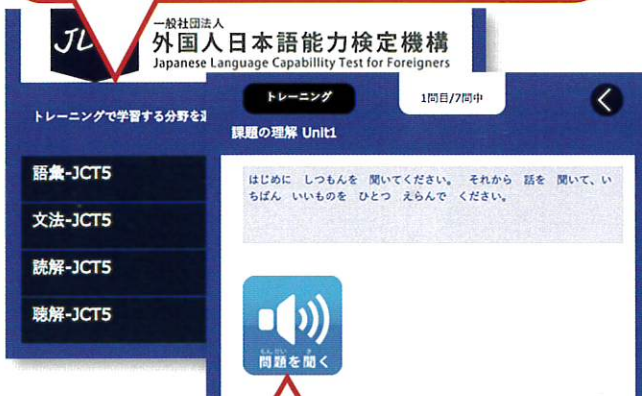 一般社団法人
外国人日本語能力検定機構
Japanese Language Capabillity Test for Foreigners
トレーニングで学習する分野を
語彙-JCT5
文法-JCT5
読解-JCT5
聴解-JCT5
トレーニング
1問目/7問中
課題の理解 Unit1
はじめに しつもんを 聞いてください。 それから 話を 聞いて、い
ちばん いいものを ひとつ えらんで ください。
もんだい き
問題を聞く